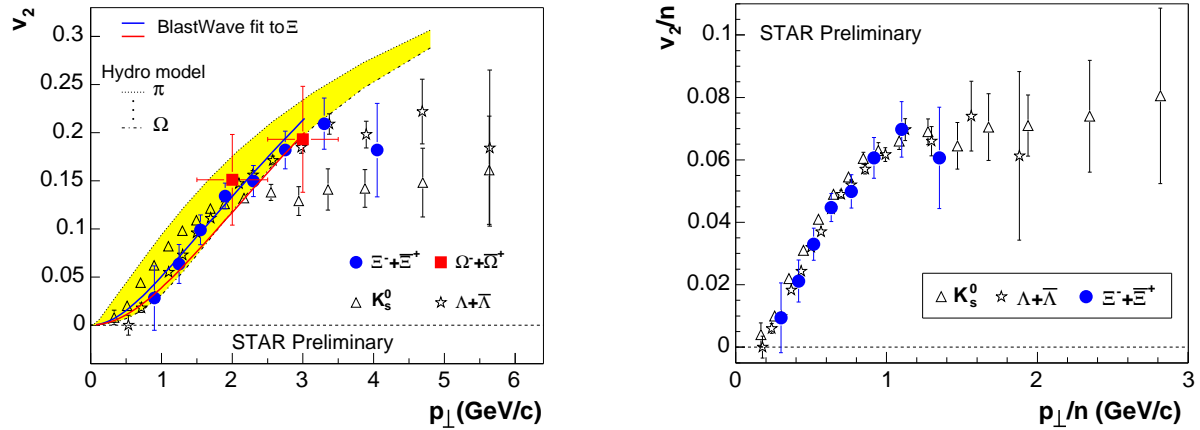 v₂
0.3
0.25
0.2
0.15
0.1
0.05
0
BlastWave fit to Ξ
Hydro model
π
Ω
Ξ⁻+Ξ̅⁺
Ω⁻+Ω̅⁺
K⁰ₛ
Λ+Λ̅
STAR Preliminary
0 1 2 3 4 5 6
p⊥(GeV/c)
v₂/n
0.1
0.08
0.06
0.04
0.02
0
STAR Preliminary
K⁰ₛ Λ+Λ̅ Ξ⁻+Ξ̅⁺
0 1 2 3
p⊥/n (GeV/c)